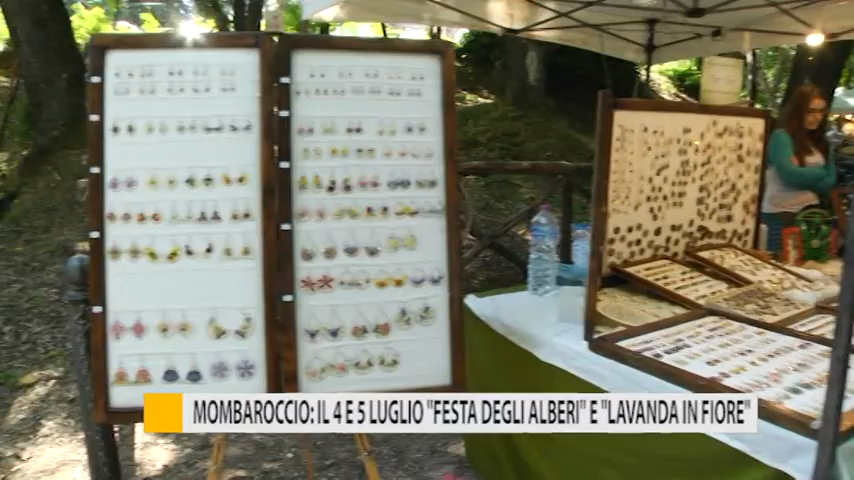 MOMBAROCCIO: IL 4 E 5 LUGLIO "FESTA DEGLI ALBERI" E "LAVANDA IN FIORE"